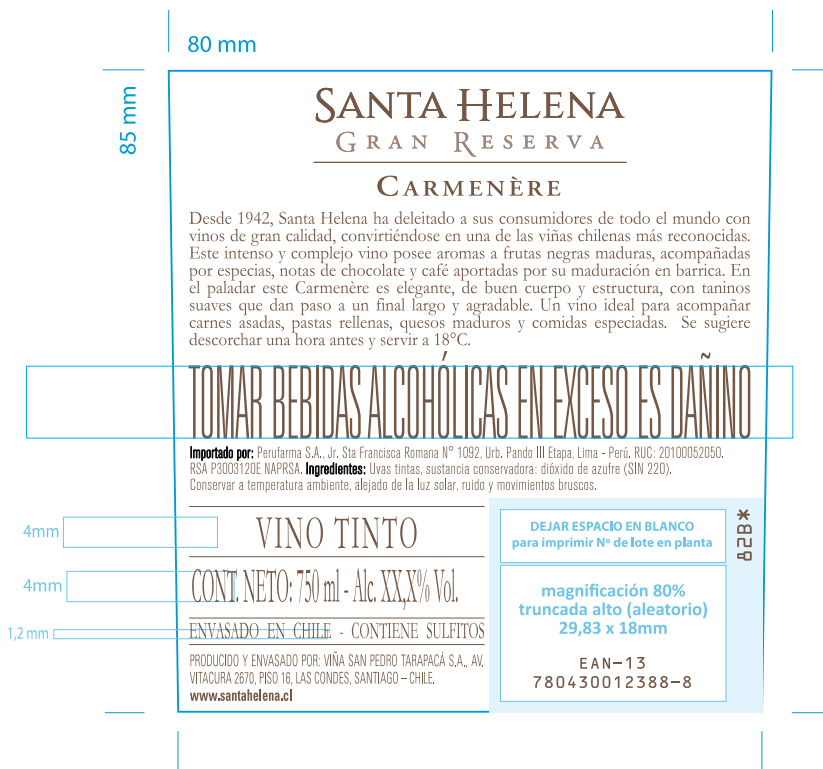 80 mm
85 mm
SANTA HELENA
GRAN RESERVA
CARMENÈRE
Desde 1942, Santa Helena ha deleitado a sus consumidores de todo el mundo con
vinos de gran calidad, convirtiéndose en una de las viñas chilenas más reconocidas.
Este intenso y complejo vino posee aromas a frutas negras maduras, acompañadas
por especias, notas de chocolate y café aportadas por su maduración en barrica. En
el paladar este Carmenère es elegante, de buen cuerpo y estructura, con taninos
suaves que dan paso a un final largo y agradable. Un vino ideal para acompañar
carnes asadas, pastas rellenas, quesos maduros y comidas especiadas. Se sugiere
descorchar una hora antes y servir a 18°C.
TOMAR BEBIDAS ALCOHÓLICAS EN EXCESO ES DAÑINO
Importado por: Perufarma S.A., Jr. Sta Francisca Romana N° 1092, Urb. Pando III Etapa, Lima - Perú. RUC: 20100052050.
RSA P3003120E NAPRSA. Ingredientes: Uvas tintas, sustancia conservadora: dióxido de azufre (SIN 220).
Conservar a temperatura ambiente, alejado de la luz solar, ruido y movimientos bruscos.
4mm
VINO TINTO
4mm
CONT. NETO: 750 ml - Alc. XX,X% Vol.
1,2 mm
ENVASADO EN CHILE - CONTIENE SULFITOS
PRODUCIDO Y ENVASADO POR: VIÑA SAN PEDRO TARAPACÁ S.A., AV.
VITACURA 2670, PISO 16, LAS CONDES, SANTIAGO – CHILE.
www.santahelena.cl
DEJAR ESPACIO EN BLANCO
para imprimir Nº de lote en planta
82B*
magnificación 80%
truncada alto (aleatorio)
29,83 x 18mm
EAN-13
780430012388-8